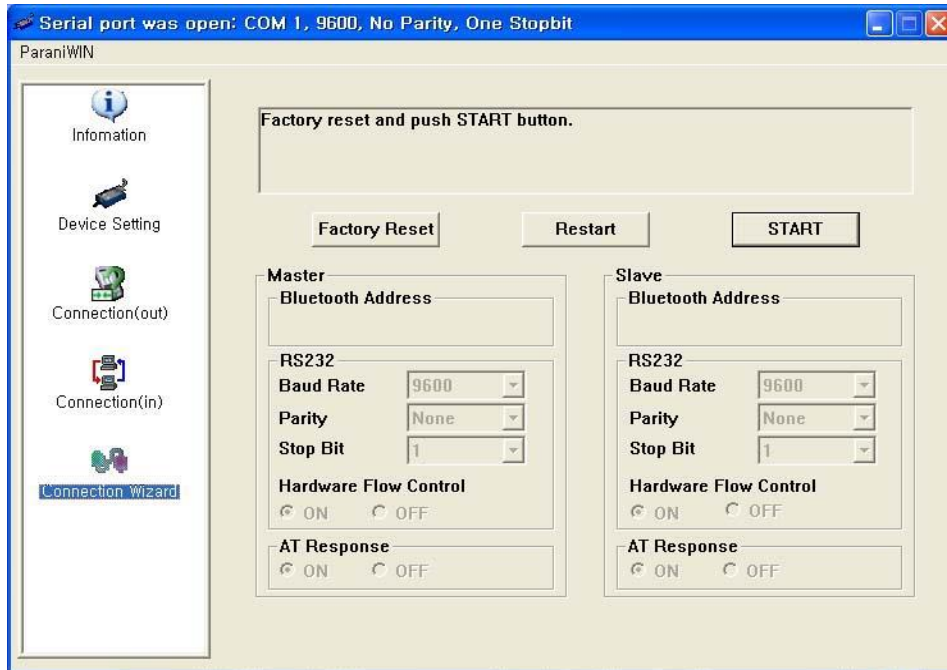 Serial port was open: COM 1, 9600, No Parity, One Stopbit
ParaniWIN
Infomation
Device Setting
Connection(out)
Connection(in)
Connection Wizard
Factory reset and push START button.
Factory Reset
Restart
START
Master
Bluetooth Address
RS232
Baud Rate 9600
Parity None
Stop Bit 1
Hardware Flow Control
ON OFF
AT Response
ON OFF
Slave
Bluetooth Address
RS232
Baud Rate 9600
Parity None
Stop Bit 1
Hardware Flow Control
ON OFF
AT Response
ON OFF